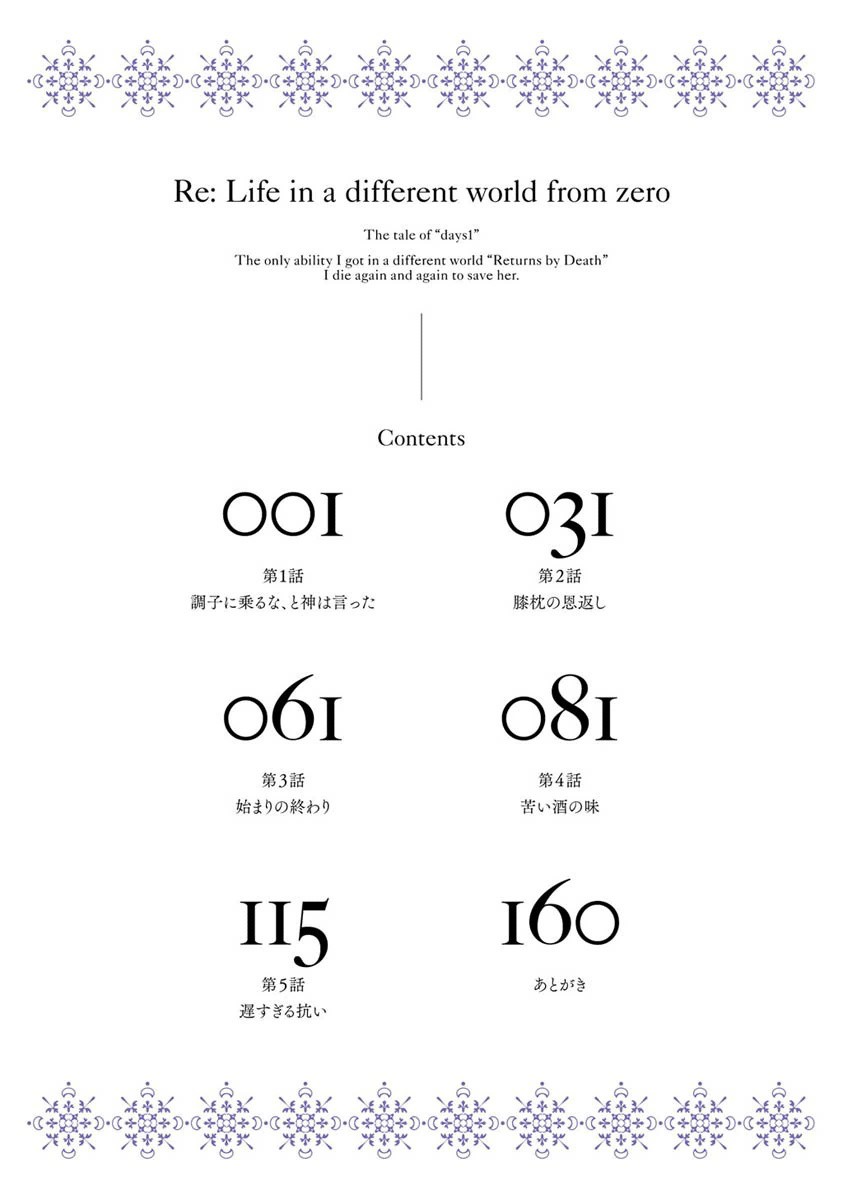 Re: Life in a different world from zero
The tale of “days1”
The only ability I got in a different world “Returns by Death”
I die again and again to save her.
Contents
001
第1話
調子に乗るな、と神は言った
031
第2話
膝枕の恩返し
061
第3話
始まりの終わり
081
第4話
苦い酒の味
115
第5話
遅すぎる抗い
160
あとがき